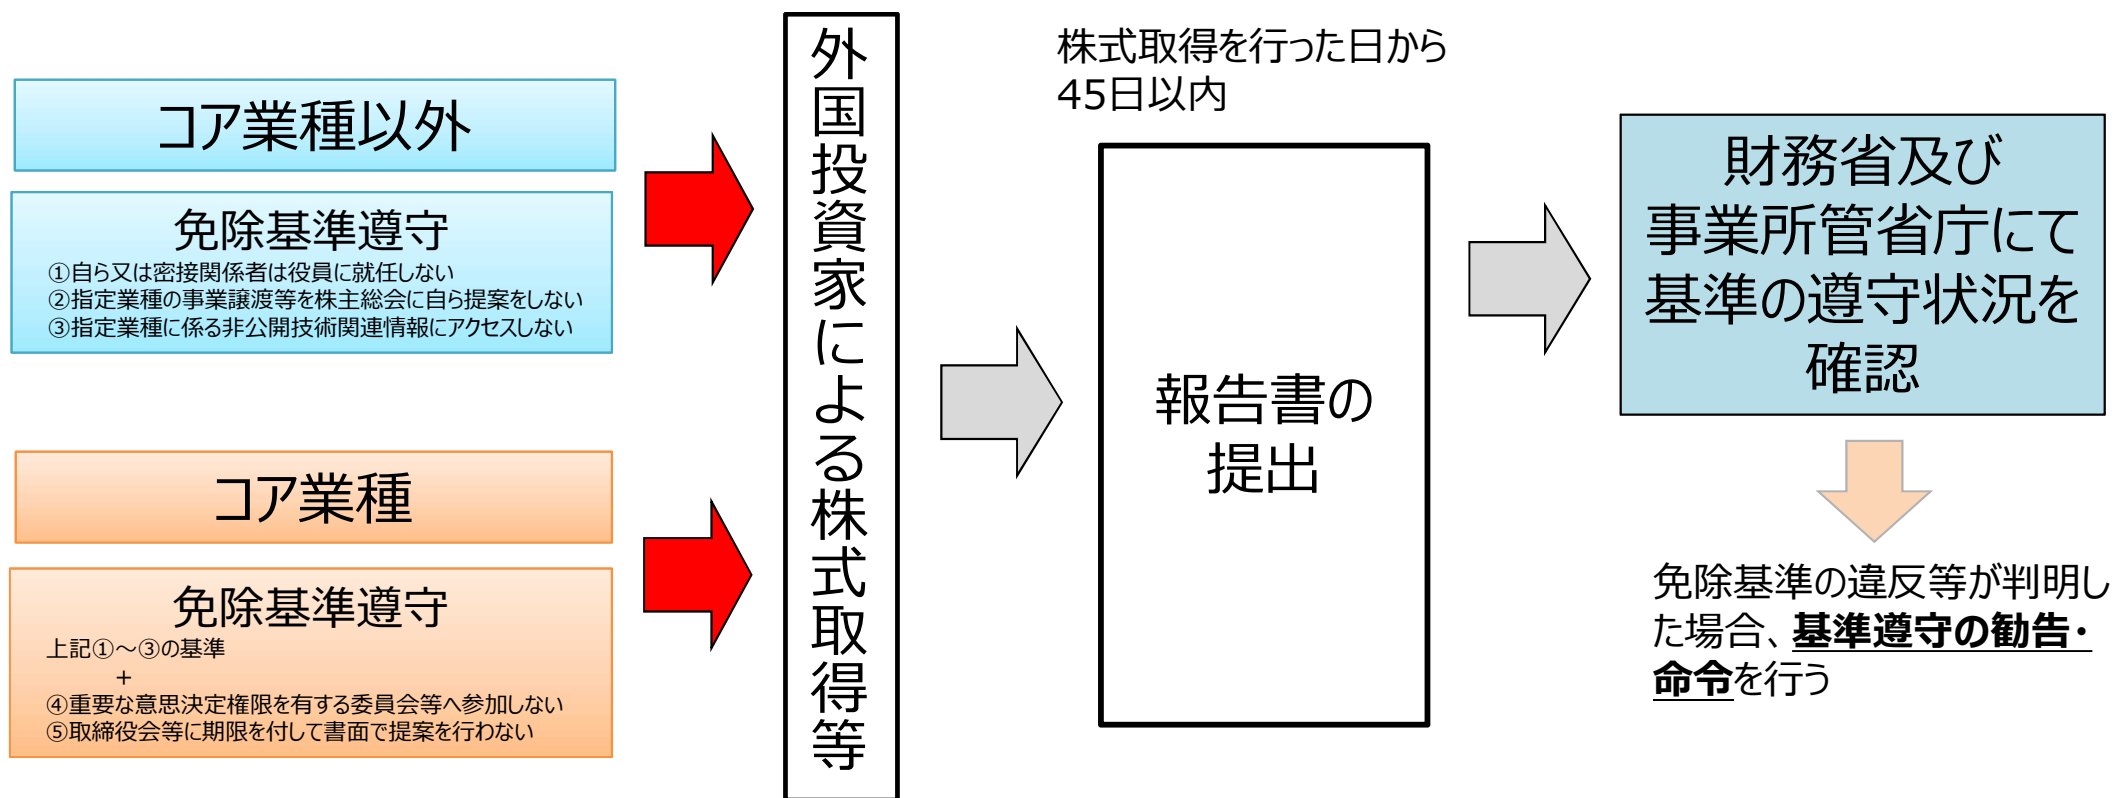 コア業種以外
免除基準遵守
①自ら又は密接関係者は役員に就任しない
②指定業種の事業譲渡等を株主総会に自ら提案をしない
③指定業種に係る非公開技術関連情報にアクセスしない
コア業種
免除基準遵守
上記①～③の基準
+
④重要な意思決定権限を有する委員会等へ参加しない
⑤取締役会等に期限を付して書面で提案を行わない
外国投資家による株式取得等
株式取得を行った日から
45日以内
報告書の
提出
財務省及び
事業所管省庁にて
基準の遵守状況を
確認
免除基準の違反等が判明し
た場合、基準遵守の勧告・
命令を行う